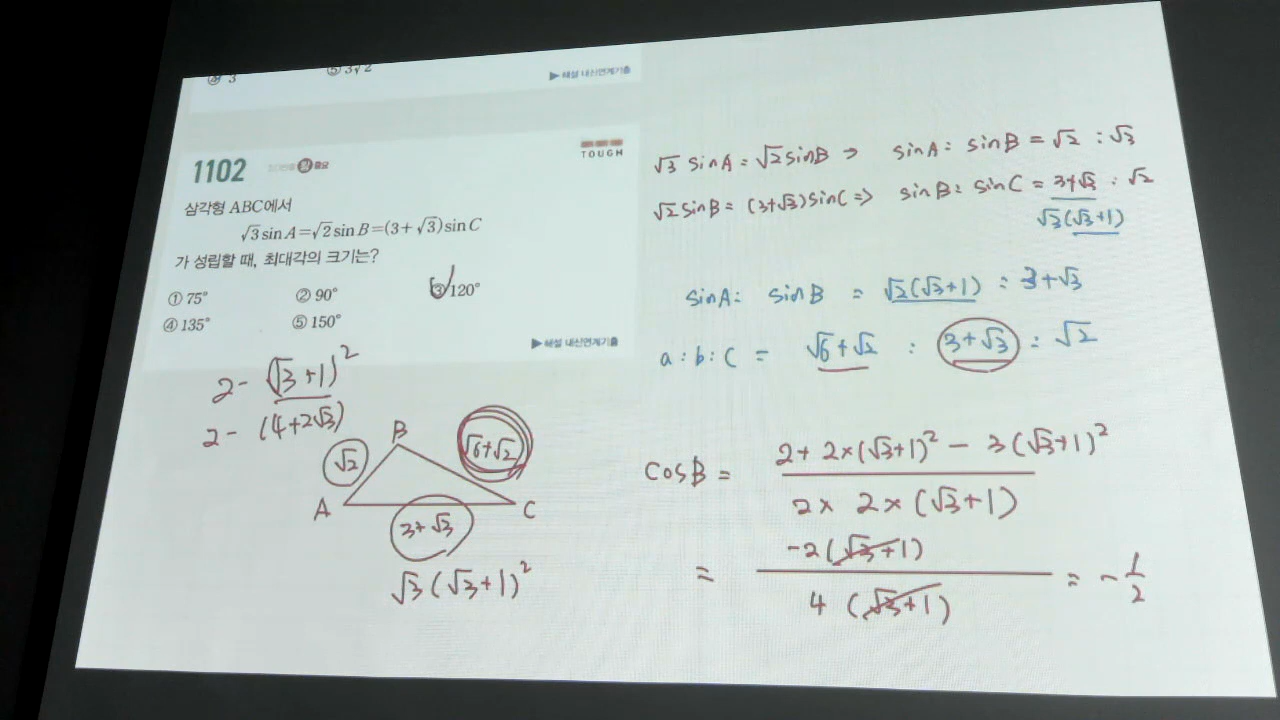 ④ 3
⑤ 3√2
▶ 해설 내신연계기출
1102
중요
TOUGH
삼각형 ABC에서
√3 sin A=√2 sin B=(3+√3)sin C
가 성립할 때, 최대각의 크기는?
① 75°
② 90°
③ 120°
④ 135°
⑤ 150°
▶ 해설 내신연계기출
2- (√3+1)²
2- (4+2√3)
B
√2
√6+√2
A
C
3+√3
√3(√3+1)²
√3 sinA = √2 sinB → sinA : sinB = √2 : √3
√2 sinB = (3+√3)sinC ⇒ sinB : sinC = 3+√3 : √2
√3(√3+1)
sinA : sinB = √2(√3+1) : 3+√3
a : b : c = √6+√2 : 3+√3 : √2
cosB = 2+2×(√3+1)² - 3(√3+1)²
2× 2×(√3+1)
= -2(√3+1)
4 (√3+1)
= -1/2